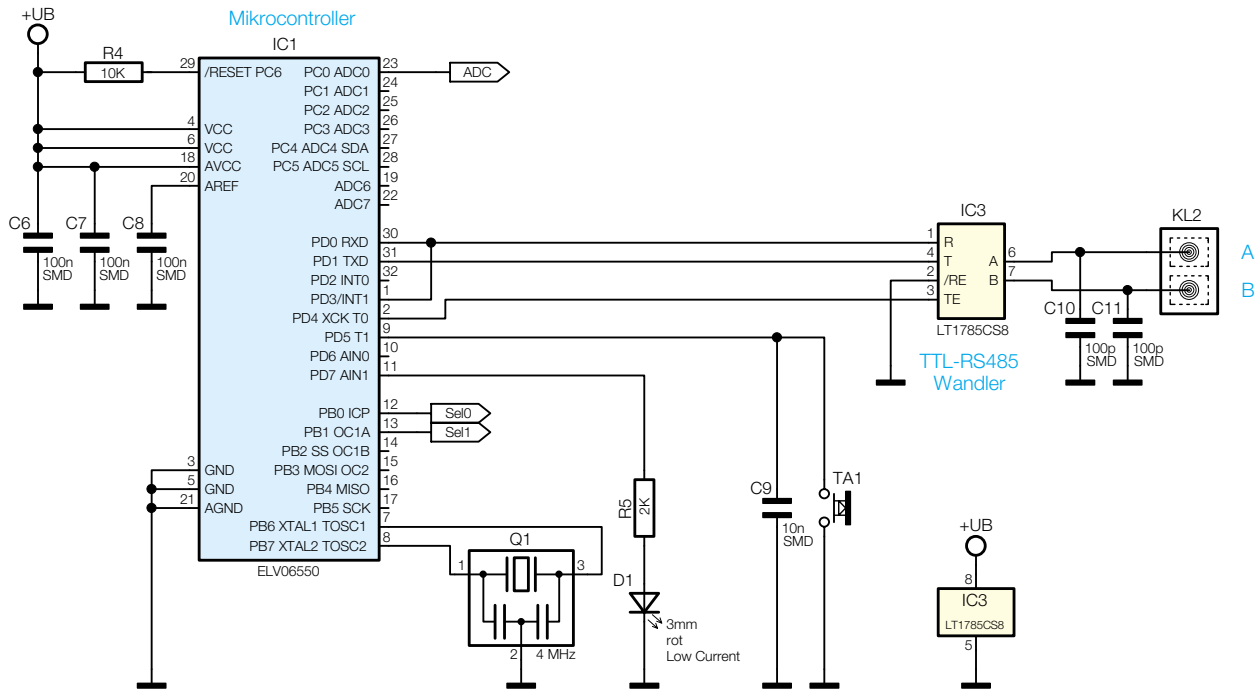 +UB
Mikrocontroller
IC1
R4
10K
29
/RESET PC6
4
VCC
6
VCC
18
AVCC
20
AREF
C6
100n
SMD
C7
100n
SMD
C8
100n
SMD
3
GND
5
GND
21
AGND
PC0 ADC0
23
ADC
PC1 ADC1
24
PC2 ADC2
25
PC3 ADC3
26
PC4 ADC4 SDA
27
PC5 ADC5 SCL
28
ADC6
19
ADC7
22
PD0 RXD
30
PD1 TXD
31
PD2 INT0
32
PD3/INT1
1
PD4 XCK T0
2
PD5 T1
9
PD6 AIN0
10
PD7 AIN1
11
PB0 ICP
12
Sel0
PB1 OC1A
13
Sel1
PB2 SS OC1B
14
PB3 MOSI OC2
15
PB4 MISO
16
PB5 SCK
17
PB6 XTAL1 TOSC1
7
PB7 XTAL2 TOSC2
8
ELV06550
Q1
1
3
2
4 MHz
R5
2K
D1
3mm
rot
Low Current
C9
10n
SMD
TA1
IC3
1
R
4
T
2
/RE
3
TE
A
6
B
7
LT1785CS8
TTL-RS485
Wandler
C10
100p
SMD
C11
100p
SMD
KL2
A
B
+UB
8
IC3
LT1785CS8
5